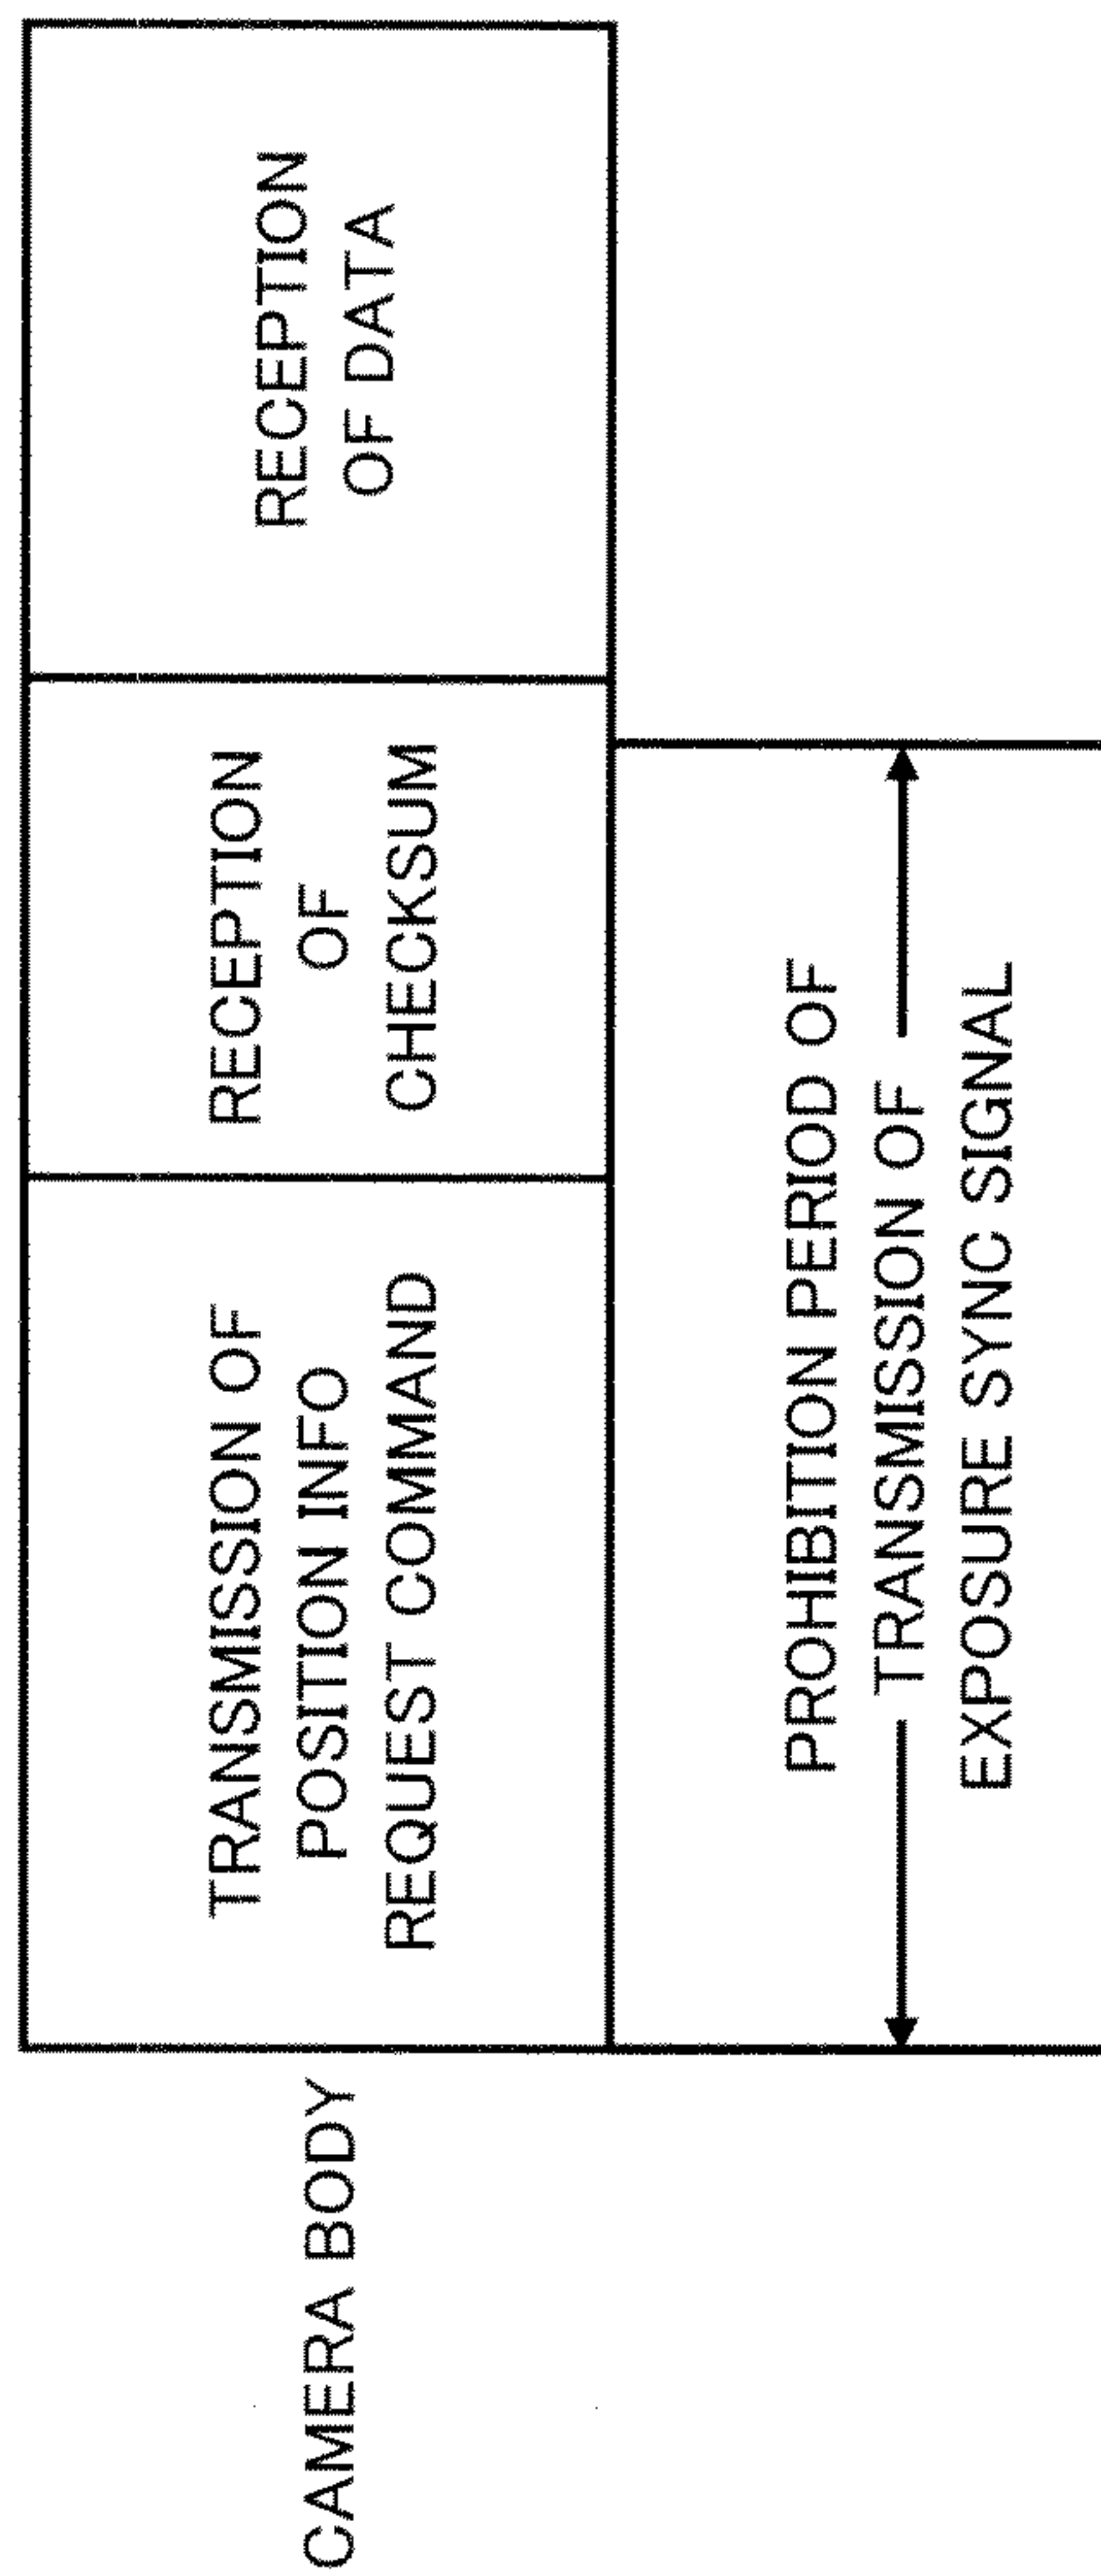 CAMERA BODY
TRANSMISSION OF
POSITION INFO
REQUEST COMMAND
RECEPTION
OF
CHECKSUM
RECEPTION
OF DATA
PROHIBITION PERIOD OF
TRANSMISSION OF
EXPOSURE SYNC SIGNAL